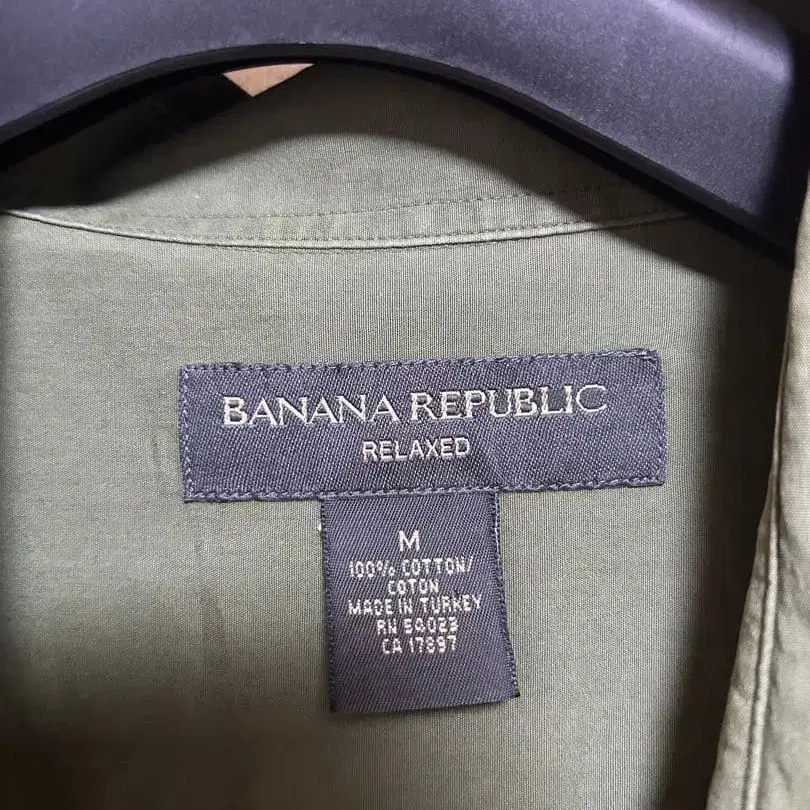 BANANA REPUBLIC
RELAXED
M
100% COTTON/
COTON
MADE IN TURKEY
RN 54023
CA 17897